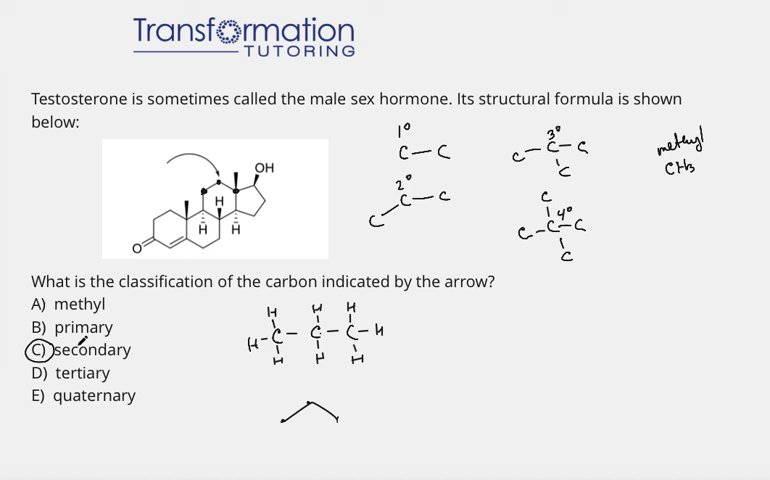 Transformation
TUTORING
Testosterone is sometimes called the male sex hormone. Its structural formula is shown
below:
1°
C — C
3°
C — C — C
C
methyl
CH3
OH
H
H
H
O
2°
C — C
C
C
4°
C — C — C
C
What is the classification of the carbon indicated by the arrow?
A) methyl
B) primary
C) secondary
D) tertiary
E) quaternary
H H H
H - C - C - C - H
H H H